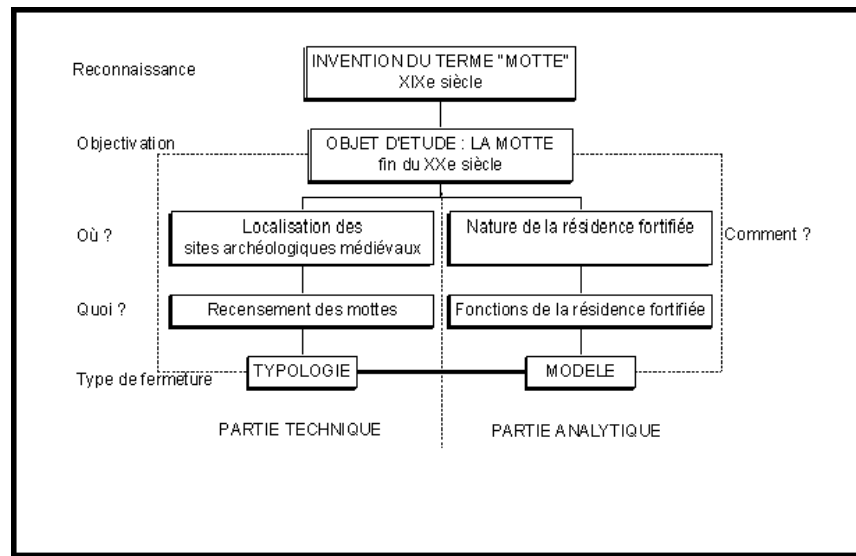 Reconnaissance
INVENTION DU TERME "MOTTE"
XIXe siècle
Objectivation
OBJET D'ETUDE : LA MOTTE
fin du XXe siècle
Où ?
Localisation des
sites archéologiques médiévaux
Nature de la résidence fortifiée
Comment ?
Quoi ?
Recensement des mottes
Fonctions de la résidence fortifiée
Type de fermeture
TYPOLOGIE
MODELE
PARTIE TECHNIQUE
PARTIE ANALYTIQUE